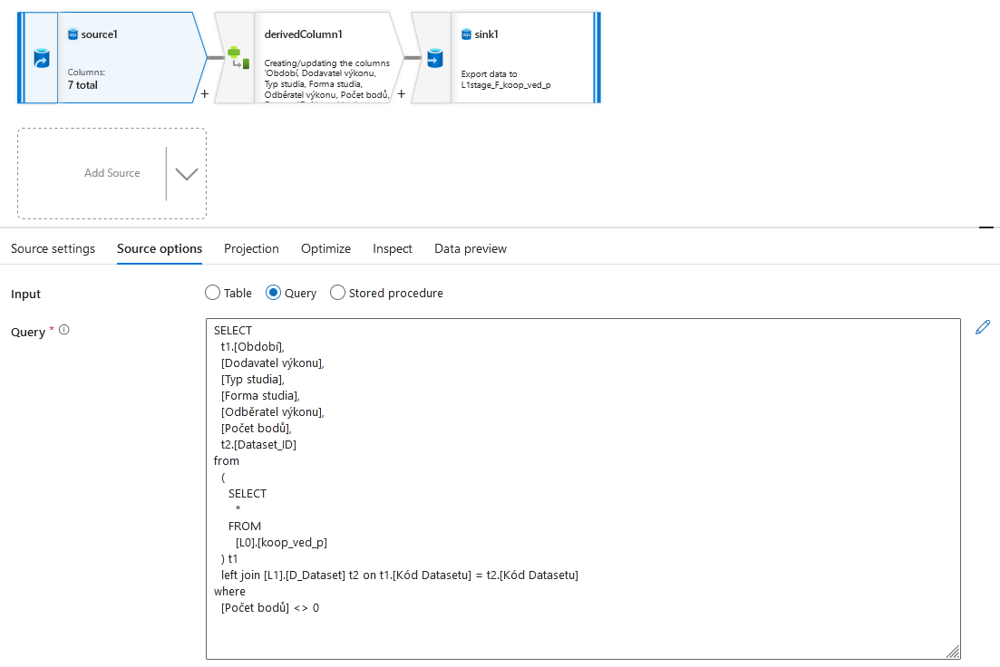 source1
Columns:
7 total
+
derivedColumn1
Creating/updating the columns
'Období, Dodavatel výkonu,
Typ studia, Forma studia,
Odběratel výkonu, Počet bodů,
+
sink1
Export data to
L1stage_F_koop_ved_p
Add Source
Source settings
Source options
Projection
Optimize
Inspect
Data preview
Input
Table
Query
Stored procedure
Query *
SELECT
t1.[Období],
[Dodavatel výkonu],
[Typ studia],
[Forma studia],
[Odběratel výkonu],
[Počet bodů],
t2.[Dataset_ID]
from
(
SELECT
*
FROM
[L0].[koop_ved_p]
) t1
left join [L1].[D_Dataset] t2 on t1.[Kód Datasetu] = t2.[Kód Datasetu]
where
[Počet bodů] <> 0